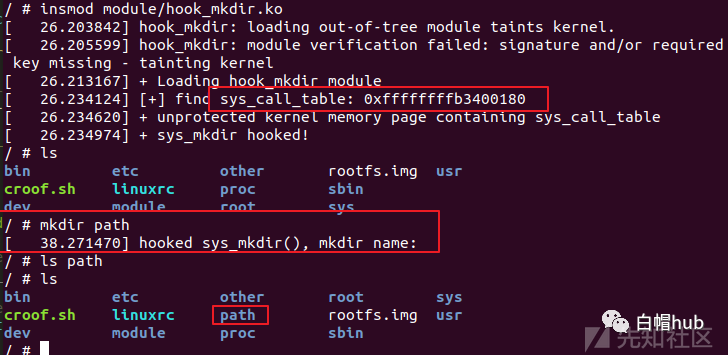 / # insmod module/hook_mkdir.ko
[   26.203842] hook_mkdir: loading out-of-tree module taints kernel.
[   26.205599] hook_mkdir: module verification failed: signature and/or required
 key missing - tainting kernel
[   26.213167] + Loading hook_mkdir module
[   26.234124] [+] find sys_call_table: 0xffffffffb3400180
[   26.234620] + unprotected kernel memory page containing sys_call_table
[   26.234974] + sys_mkdir hooked!
/ # ls
bin        etc        other      rootfs.img  usr
croof.sh   linuxrc    proc       sbin
dev        module     root       sys
/ # mkdir path
[   38.271470] hooked sys_mkdir(), mkdir name:
/ # ls path
/ # ls
bin        etc        other      root        sys
croof.sh   linuxrc    path       rootfs.img  usr
dev        module     proc       sbin
/ #
白帽hub
先知社区